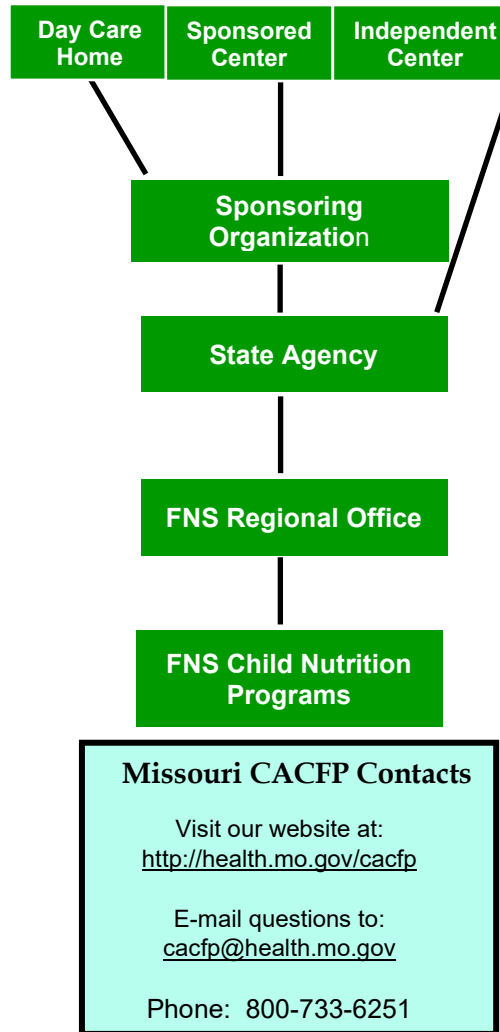 Day Care
Home
Sponsored
Center
Independent
Center
Sponsoring
Organization
State Agency
FNS Regional Office
FNS Child Nutrition
Programs
Missouri CACFP Contacts
Visit our website at:
http://health.mo.gov/cacfp
E-mail questions to:
cacfp@health.mo.gov
Phone: 800-733-6251